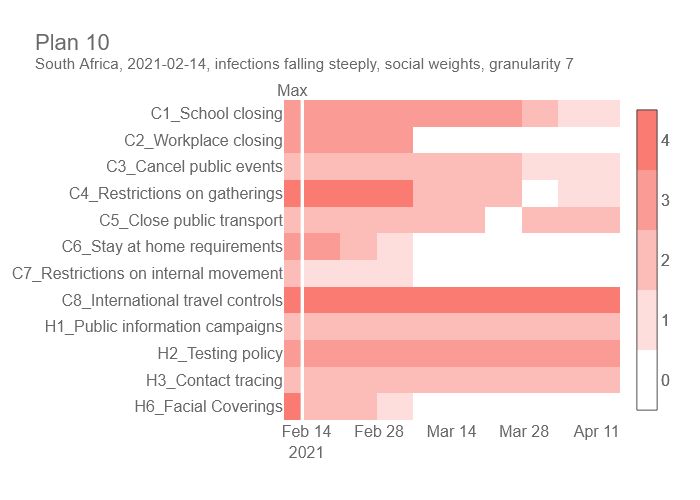 Plan 10
South Africa, 2021-02-14, infections falling steeply, social weights, granularity 7
Max
C1_School closing
C2_Workplace closing
C3_Cancel public events
C4_Restrictions on gatherings
C5_Close public transport
C6_Stay at home requirements
C7_Restrictions on internal movement
C8_International travel controls
H1_Public information campaigns
H2_Testing policy
H3_Contact tracing
H6_Facial Coverings
4
3
2
1
0
Feb 14 Feb 28 Mar 14 Mar 28 Apr 11
2021